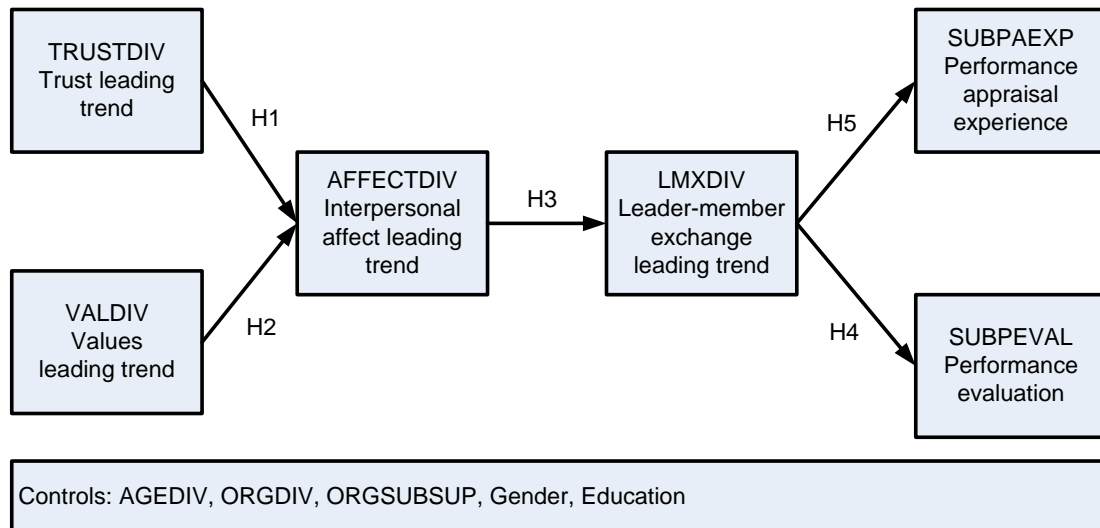 TRUSTDIV
Trust leading
trend
H1
VALDIV
Values
leading trend
H2
AFFECTDIV
Interpersonal
affect leading
trend
H3
LMXDIV
Leader-member
exchange
leading trend
H5
SUBPAEXP
Performance
appraisal
experience
H4
SUBPEVAL
Performance
evaluation
Controls: AGEDIV, ORGDIV, ORGSUBSUP, Gender, Education